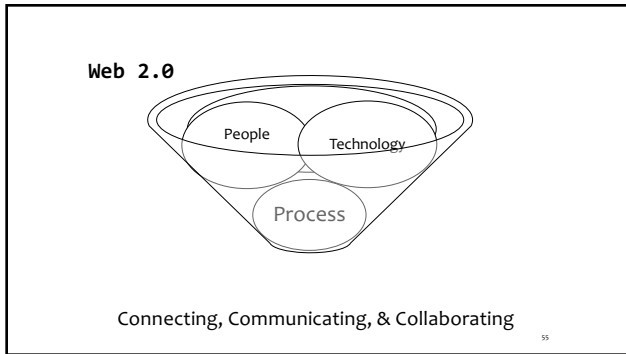 Web 2.0
People
Technology
Process
Connecting, Communicating, & Collaborating
55